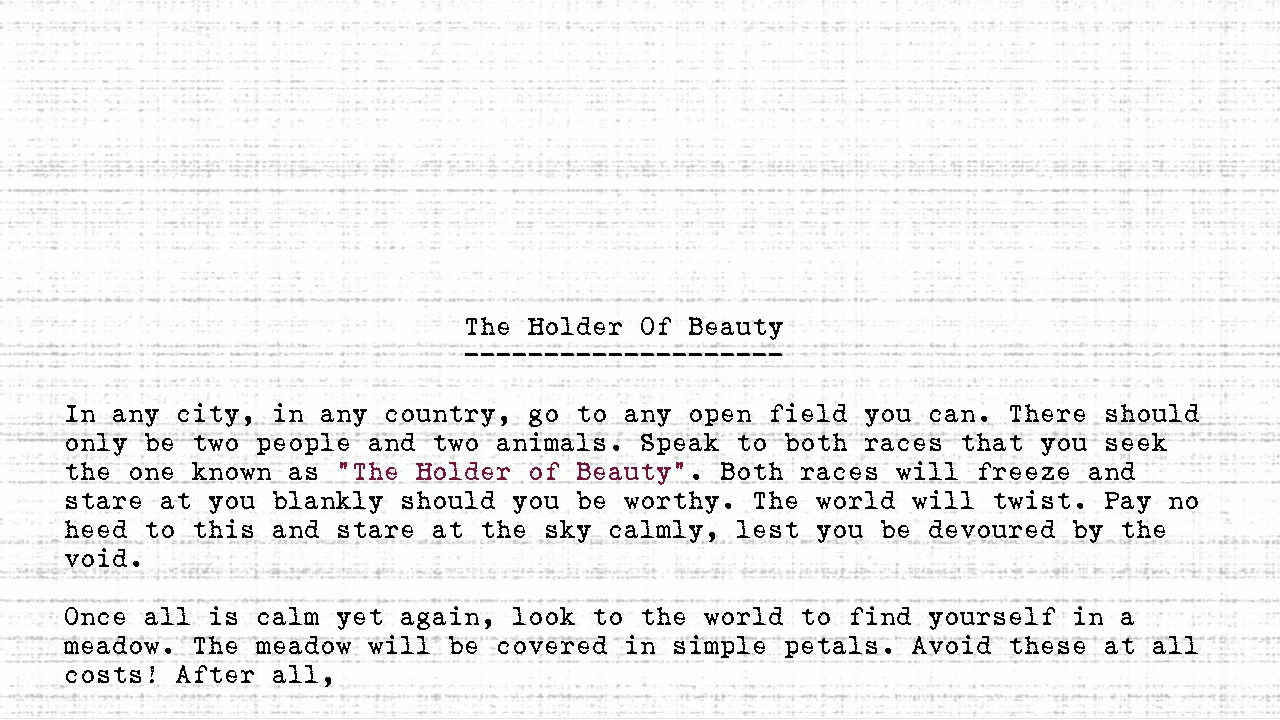 The Holder Of Beauty
--------------------
In any city, in any country, go to any open field you can. There should
only be two people and two animals. Speak to both races that you seek
the one known as "The Holder of Beauty". Both races will freeze and
stare at you blankly should you be worthy. The world will twist. Pay no
heed to this and stare at the sky calmly, lest you be devoured by the
void.
Once all is calm yet again, look to the world to find yourself in a
meadow. The meadow will be covered in simple petals. Avoid these at all
costs! After all,